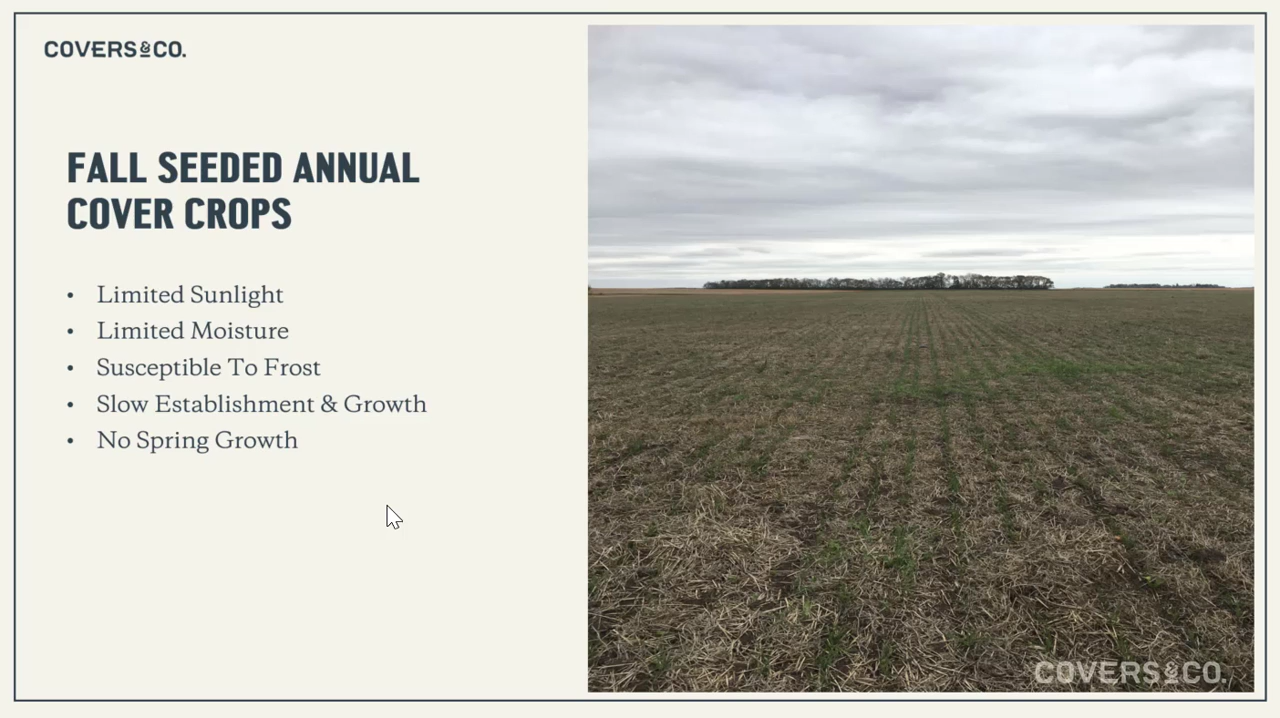 COVERS&CO.
FALL SEEDED ANNUAL
COVER CROPS
• Limited Sunlight
• Limited Moisture
• Susceptible To Frost
• Slow Establishment & Growth
• No Spring Growth
COVERS&CO.